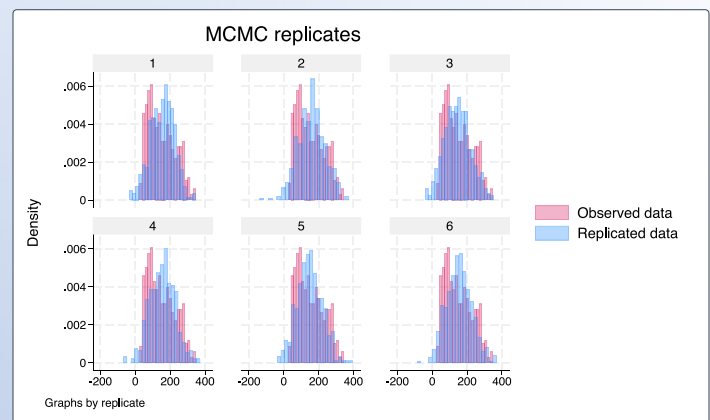 MCMC replicates
1 2 3
.006
.004
.002
0
4 5 6
.006
.004
.002
0
-200 0 200 400 -200 0 200 400 -200 0 200 400
Density
Observed data
Replicated data
Graphs by replicate